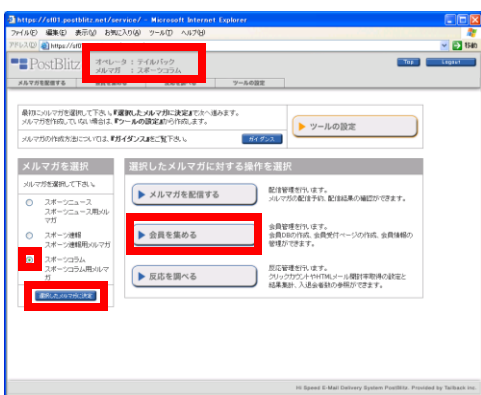 https://sf01.postblitz.net/service/ - Microsoft Internet Explorer
ファイル(F) 編集(E) 表示(V) お気に入り(A) ツール(T) ヘルプ(H)
アドレス(D) https://sf0 移動
PostBlitz
オペレータ : テイルバック
メルマガ : スポーツコラム
Top Logout
メルマガを配信する ツールの設定
最初にメルマガを選択して下さい。『選択したメルマガに決定』で次へ進みます。
メルマガを作成していない場合は、『ツールの設定』から作成します。
メルマガの作成方法については、『ガイダンス』をご覧下さい。
ガイダンス
ツールの設定
メルマガを選択
メルマガを選択して下さい。
スポーツニュース
スポーツニュース用メル
マガ
スポーツ速報
スポーツ速報用メルマガ
スポーツコラム
スポーツコラム用メルマ
ガ
選択したメルマガに決定
選択したメルマガに対する操作を選択
メルマガを配信する
配信管理を行います。
メルマガの配信予約、配信結果の確認ができます。
会員を集める
会員管理を行います。
会員DBの作成、会員受付ページの作成、会員情報の
管理ができます。
反応を調べる
反応管理を行います。
クリックカウントやHTMLメール開封率取得の設定と
結果集計、入退会者数の参照ができます。
Hi Speed E-Mail Delivery System PostBlitz. Provided by Tailback Inc.